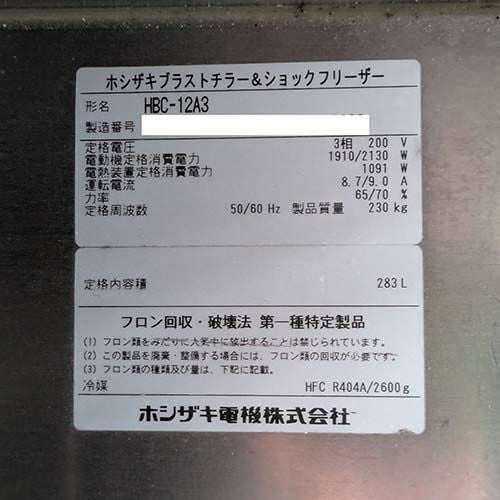 ホシザキブラストチラー&ショックフリーザー
形名 HBC-12A3
製造番号
定格電圧 3相 200 V
電動機定格消費電力 1910/2130 W
電熱装置定格消費電力 1091 W
運転電流 8.7/9.0 A
力率 65/70 %
定格周波数 50/60 Hz 製品質量 230 kg
定格内容積 283 L
フロン回収・破壊法 第一種特定製品
(1) フロン類をみだりに大気中に放出することは禁じられています。
(2) この製品を廃棄・整備する場合には、フロン類の回収が必要です。
(3) フロン類の種類及び量は、下記に記載。
冷媒 HFC R404A/2600g
ホシザキ電機株式会社